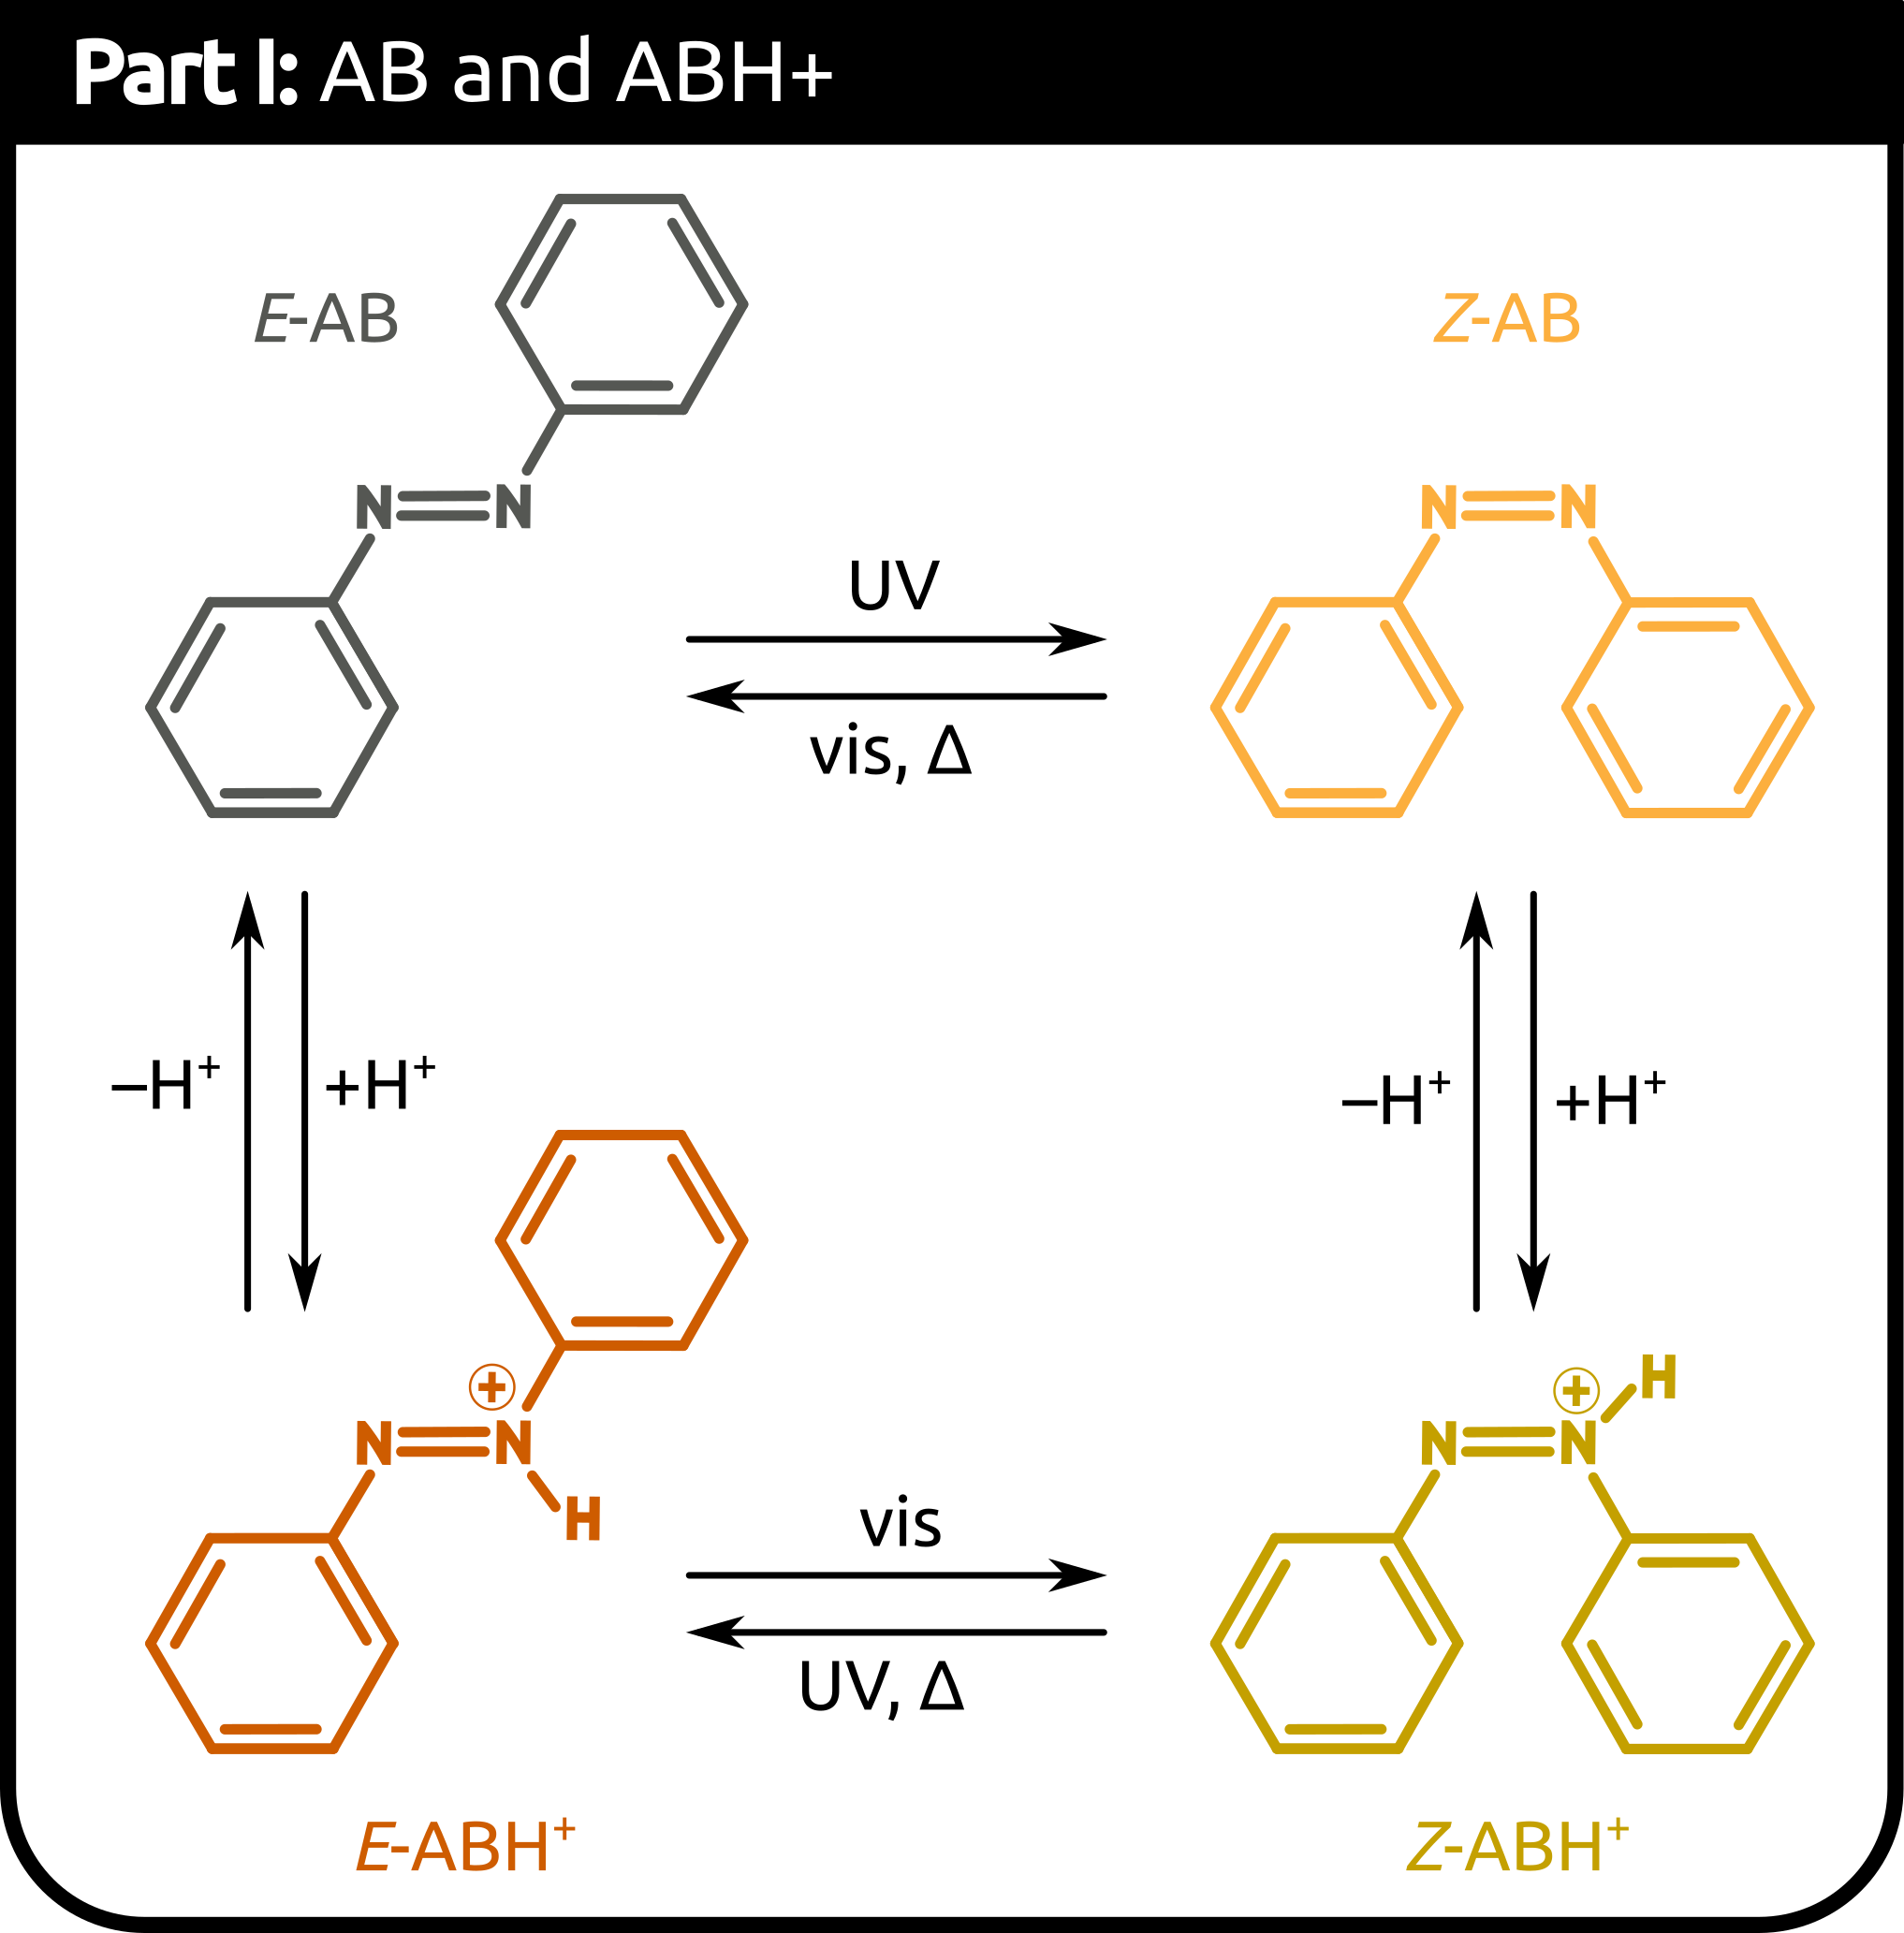 Part I: AB and ABH+
E-AB
Z-AB
N N
N N
UV
vis, Δ
–H⁺ +H⁺
–H⁺ +H⁺
+
N N
H
+ H
N N
vis
UV, Δ
E-ABH⁺
Z-ABH⁺